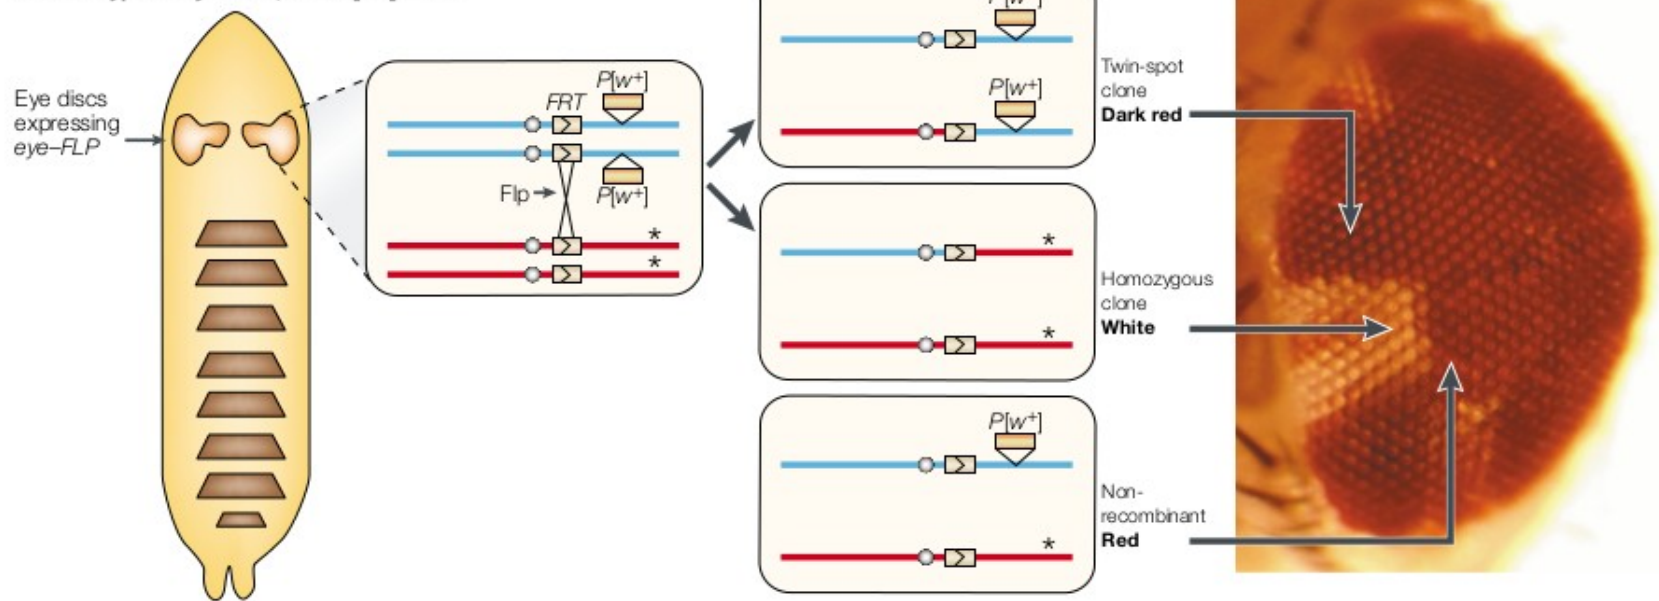 Eye discs
expressing
eye–FLP
P[w+]
FRT
Flp
P[w+]
*
*
P[w+]
P[w+]
Twin-spot
clone
Dark red
*
*
Homozygous
clone
White
P[w+]
*
Non-
recombinant
Red